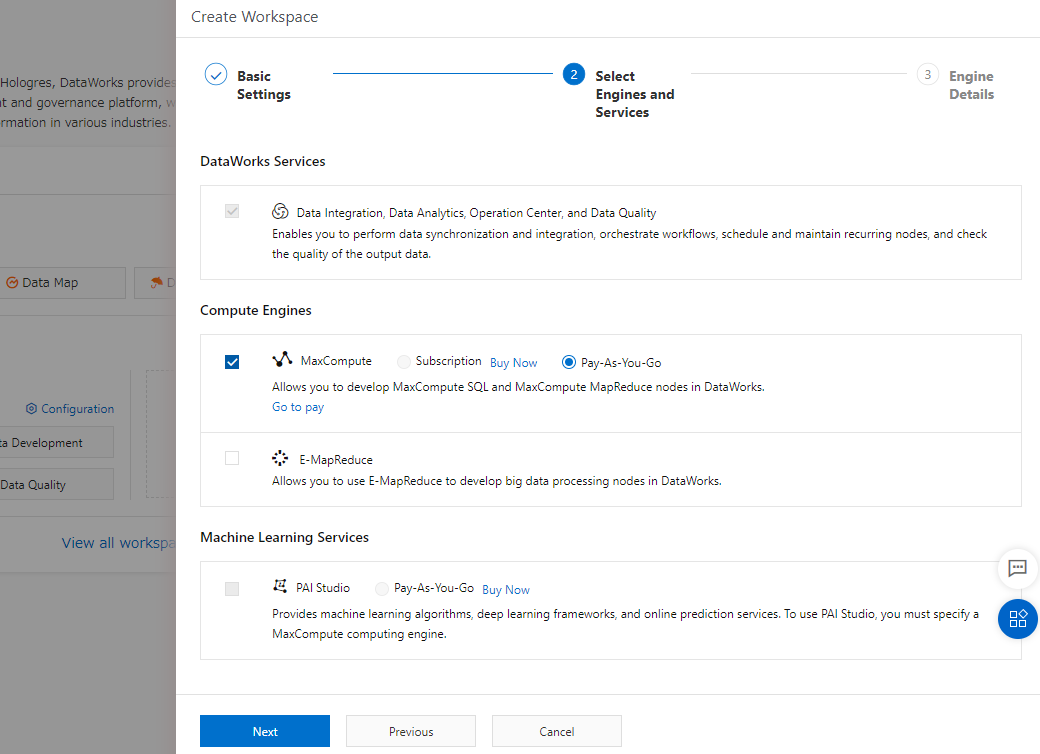 Create Workspace
Hologres, DataWorks provides
t and governance platform, w
rmation in various industries.
Data Map
D
Configuration
ta Development
Data Quality
View all workspa
Basic
Settings
2
Select
Engines and
Services
3
Engine
Details
DataWorks Services
Data Integration, Data Analytics, Operation Center, and Data Quality
Enables you to perform data synchronization and integration, orchestrate workflows, schedule and maintain recurring nodes, and check
the quality of the output data.
Compute Engines
MaxCompute Subscription Buy Now Pay-As-You-Go
Allows you to develop MaxCompute SQL and MaxCompute MapReduce nodes in DataWorks.
Go to pay
E-MapReduce
Allows you to use E-MapReduce to develop big data processing nodes in DataWorks.
Machine Learning Services
PAI Studio Pay-As-You-Go Buy Now
Provides machine learning algorithms, deep learning frameworks, and online prediction services. To use PAI Studio, you must specify a
MaxCompute computing engine.
Next Previous Cancel